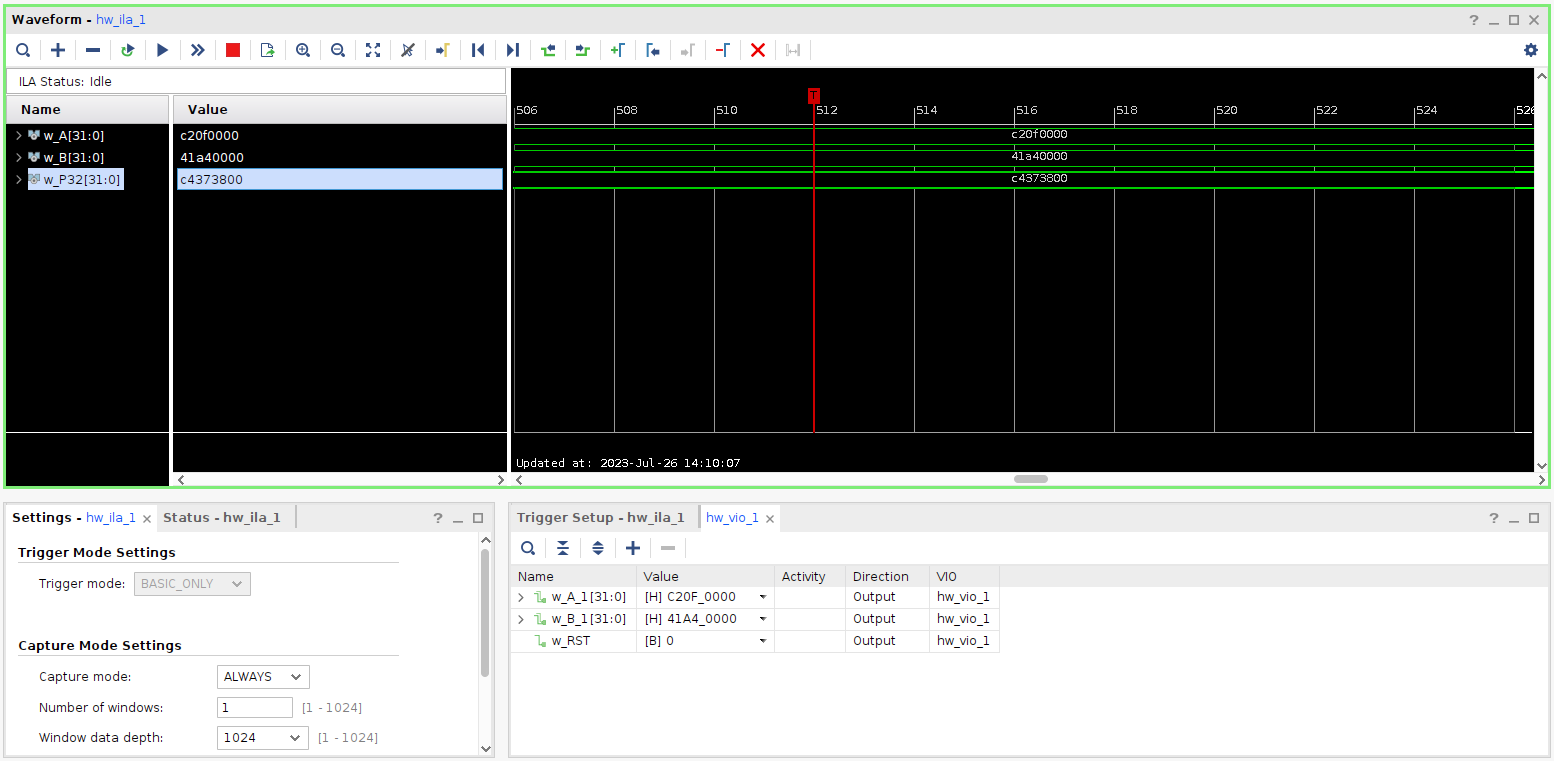 Waveform - hw_ila_1
ILA Status: Idle
Name Value
w_A[31:0] c20f0000
w_B[31:0] 41a40000
w_P32[31:0] c4373800
506 508 510 512 514 516 518 520 522 524 526
c20f0000
41a40000
c4373800
Updated at: 2023-Jul-26 14:10:07
Settings - hw_ila_1 Status - hw_ila_1
Trigger Mode Settings
Trigger mode: BASIC_ONLY
Capture Mode Settings
Capture mode: ALWAYS
Number of windows: 1 [1 - 1024]
Window data depth: 1024 [1 - 1024]
Trigger Setup - hw_ila_1 hw_vio_1
Name Value Activity Direction VIO
w_A_1[31:0] [H] C20F_0000 Output hw_vio_1
w_B_1[31:0] [H] 41A4_0000 Output hw_vio_1
w_RST [B] 0 Output hw_vio_1